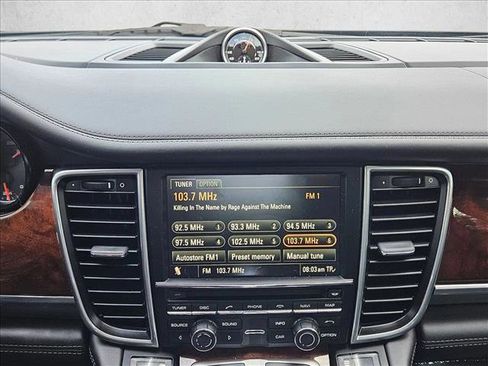 TUNER OPTION
103.7 MHz FM 1
Killing In The Name by Rage Against The Machine
92.5 MHz 1 93.3 MHz 2 94.5 MHz 3
97.5 MHz 4 102.5 MHz 5 103.7 MHz 6
Autostore FM1 Preset memory Manual tune
FM 103.7 MHz 08:03am TP
TUNER DISC PHONE NAVI MAP
SOURCE SOUND INFO
CAR OPTION